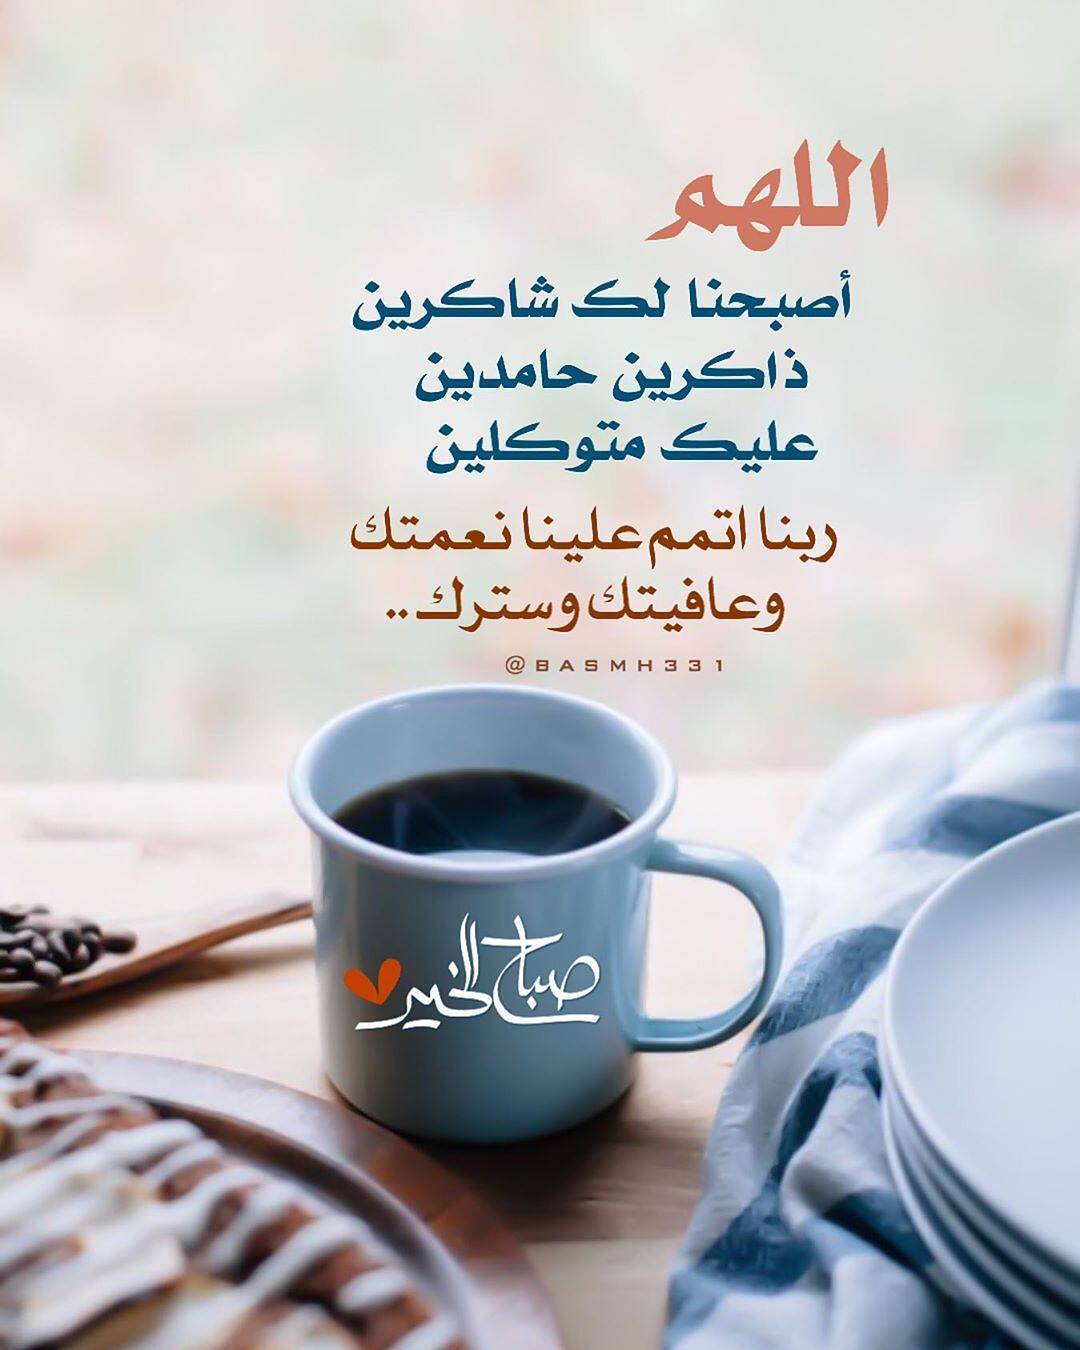 اللهم
أصبحنا لك شاكرين
ذاكرين حامدين
عليك متوكلين
ربنا اتمم علينا نعمتك
وعافيتك وسترك..
@BASMH331
صباح الخير